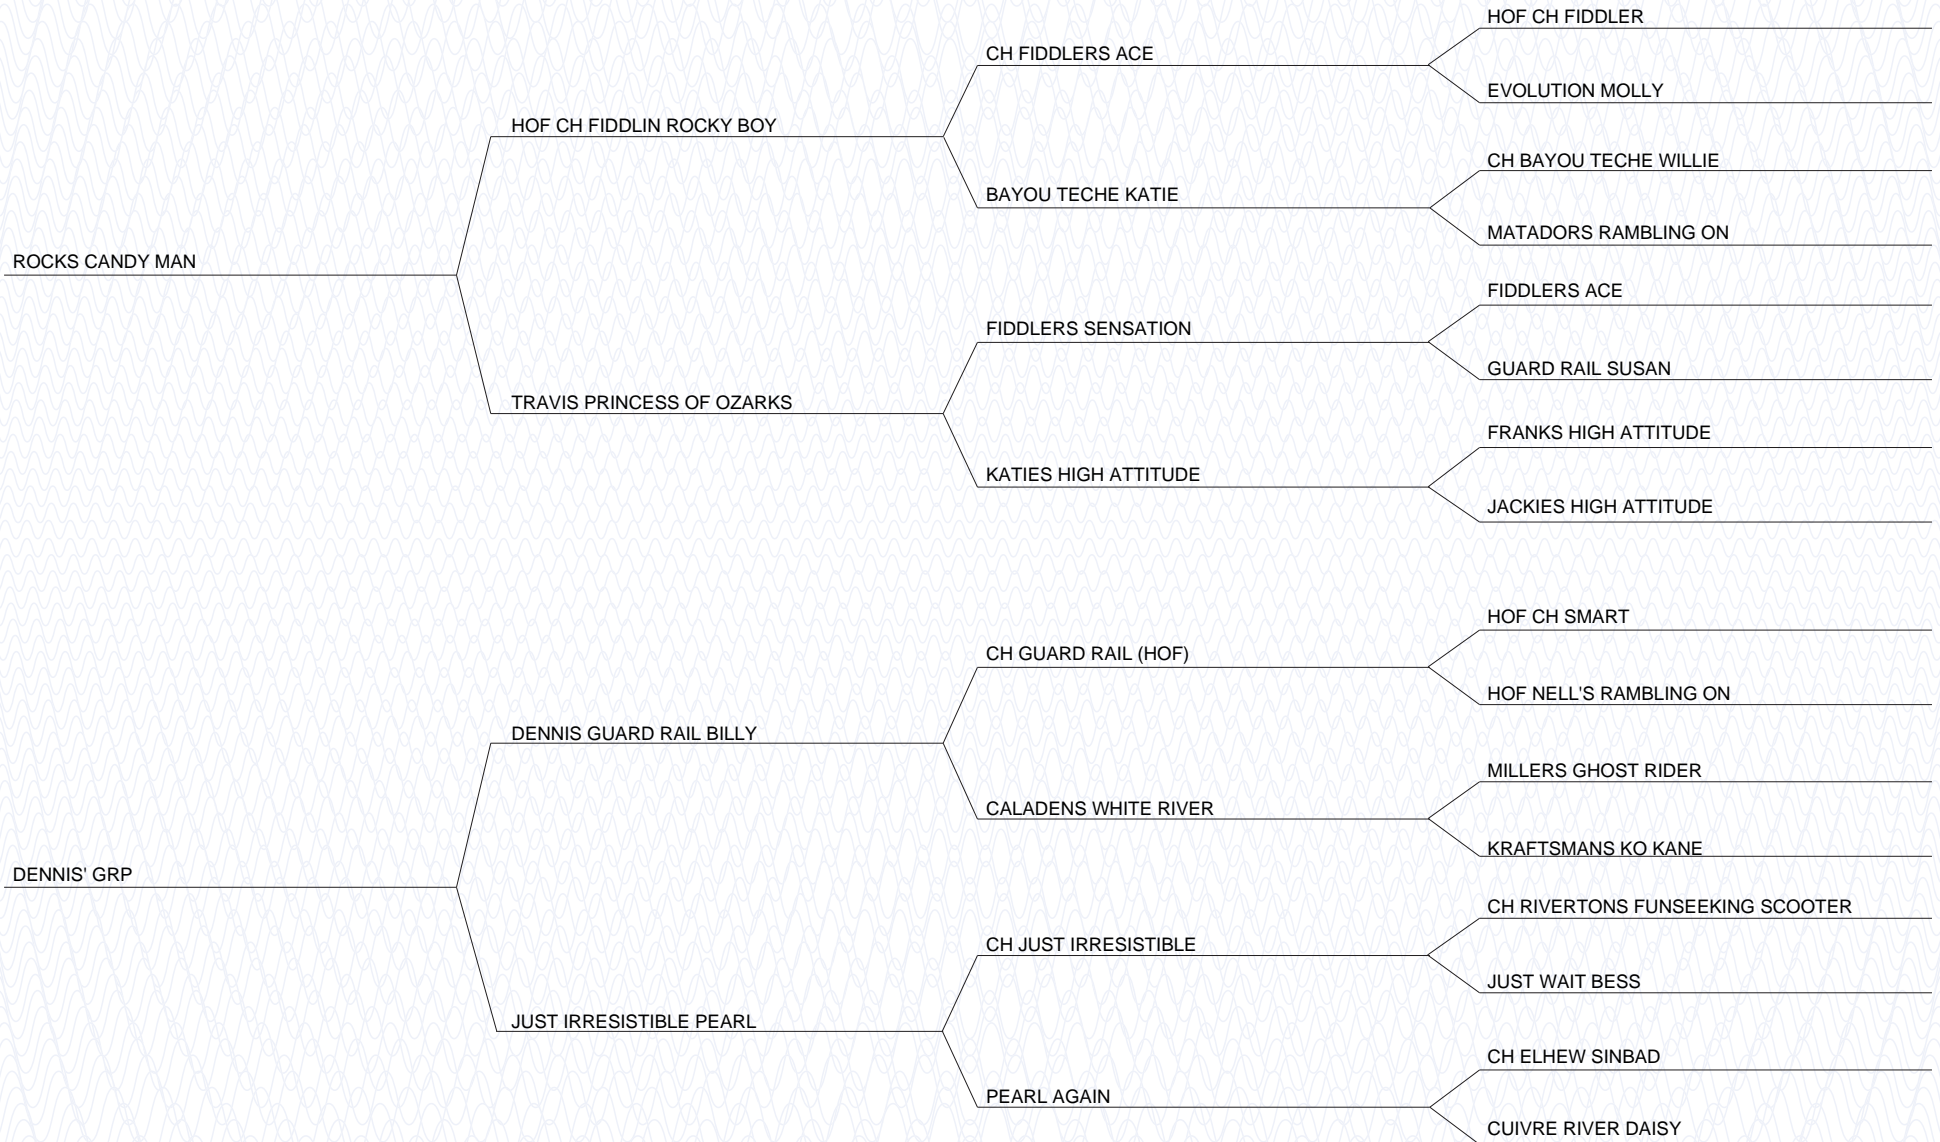 HOF CH FIDDLER
CH FIDDLERS ACE
EVOLUTION MOLLY
HOF CH FIDDLIN ROCKY BOY
CH BAYOU TECHE WILLIE
BAYOU TECHE KATIE
MATADORS RAMBLING ON
ROCKS CANDY MAN
FIDDLERS ACE
FIDDLERS SENSATION
GUARD RAIL SUSAN
TRAVIS PRINCESS OF OZARKS
FRANKS HIGH ATTITUDE
KATIES HIGH ATTITUDE
JACKIES HIGH ATTITUDE
HOF CH SMART
CH GUARD RAIL (HOF)
HOF NELL'S RAMBLING ON
DENNIS GUARD RAIL BILLY
MILLERS GHOST RIDER
CALADENS WHITE RIVER
KRAFTSMANS KO KANE
DENNIS' GRP
CH RIVERTONS FUNSEEKING SCOOTER
CH JUST IRRESISTIBLE
JUST WAIT BESS
JUST IRRESISTIBLE PEARL
CH ELHEW SINBAD
PEARL AGAIN
CUIVRE RIVER DAISY